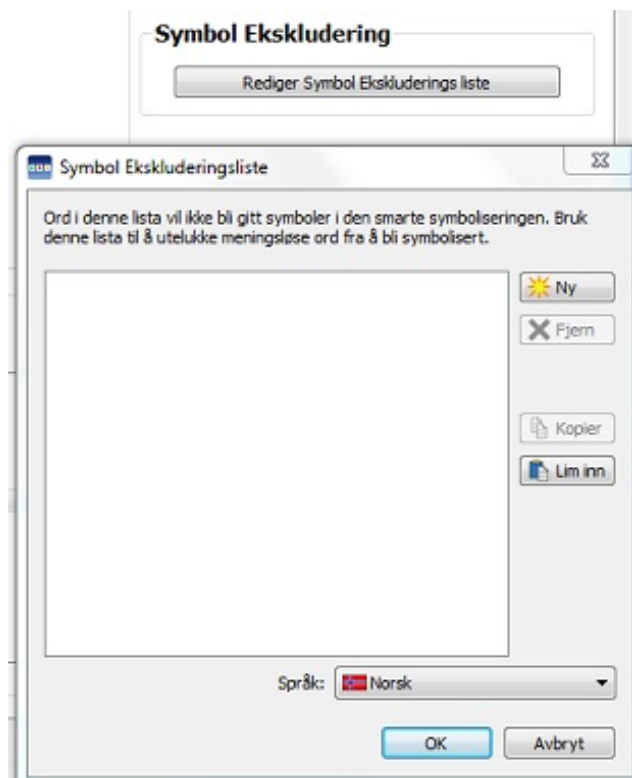 Symbol Ekskludering
Rediger Symbol Ekskluderings liste
Symbol Ekskluderingsliste
Ord i denne lista vil ikke bli gitt symboler i den smarte symboliseringen. Bruk
denne lista til å utelukke meningsløse ord fra å bli symbolisert.
Ny
Fjern
Kopier
Lim inn
Språk: Norsk
OK Avbryt